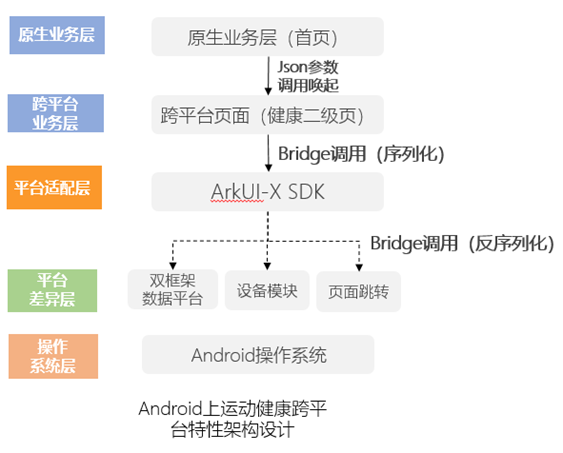 原生业务层
原生业务层（首页）
Json参数
调用唤起
跨平台
业务层
跨平台页面（健康二级页）
Bridge调用（序列化）
平台适配层
ArkUI-X SDK
Bridge调用（反序列化）
平台
差异层
双框架
数据平台
设备模块
页面跳转
操作
系统层
Android操作系统
Android上运动健康跨平
台特性架构设计